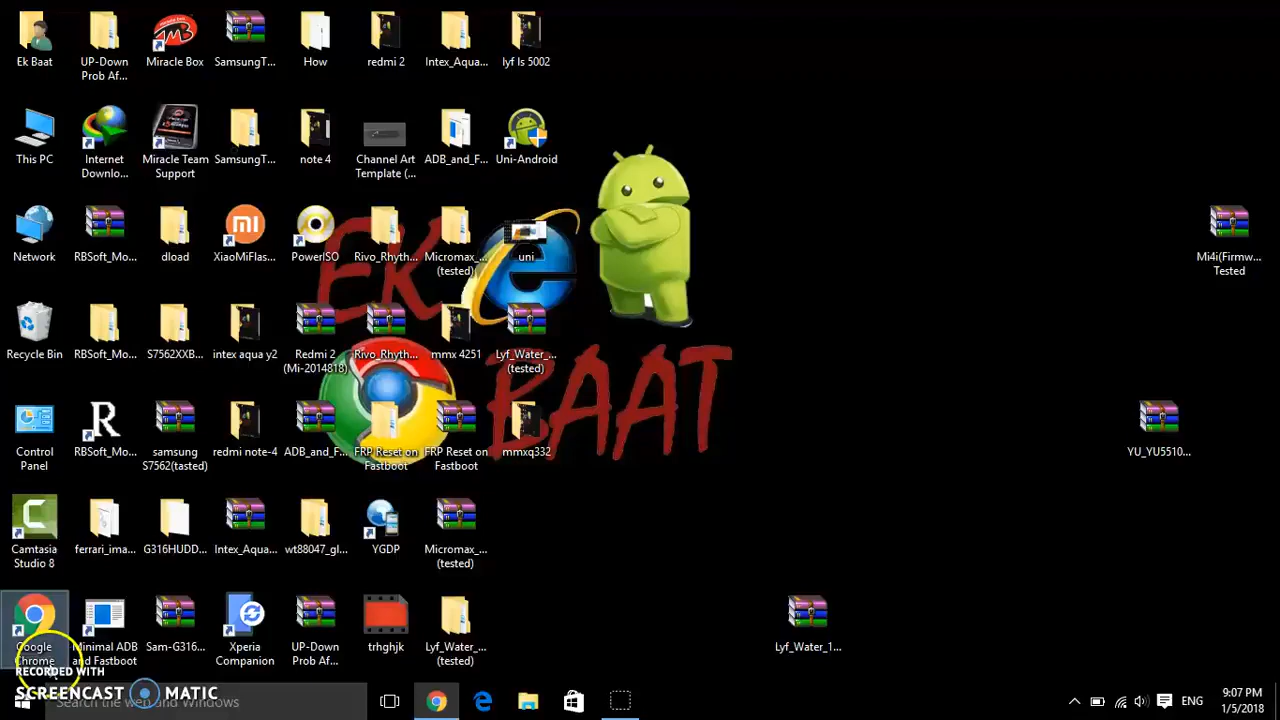 Ek Baat
UP-Down
Prob Af...
Miracle Box
SamsungT...
How
redmi 2
Intex_Aqua...
lyf ls 5002
This PC
Internet
Downlo...
Miracle Team
Support
SamsungT...
note 4
Channel Art
Template (...
ADB_and_F...
Uni-Android
Network
RBSoft_Mo...
dload
XiaoMiFlas...
PowerISO
Rivo_Rhyth...
Micromax_...
(tested)
uni
Mi4i(Firmw...
Tested
EK
Recycle Bin
RBSoft_Mo...
S7562XXB...
intex aqua y2
Redmi 2
(Mi-2014818)
Rivo_Rhyth...
mmx 4251
Lyf_Water_...
(tested)
BAAT
Control
Panel
RBSoft_Mo...
samsung
S7562(tasted)
redmi note-4
ADB_and_F...
FRP Reset on
Fastboot
FRP Reset on
Fastboot
mmxq332
YU_YU5510...
Camtasia
Studio 8
ferrari_ima...
G316HUDD...
Intex_Aqua...
wt88047_gl...
YGDP
Micromax_...
(tested)
Google
Chrome
Minimal ADB
and Fastboot
Sam-G316...
Xperia
Companion
UP-Down
Prob Af...
trhghjk
Lyf_Water_...
(tested)
Lyf_Water_1...
RECORDED WITH
SCREENCAST MATIC
Search the web and Windows
ENG
9:07 PM
1/5/2018